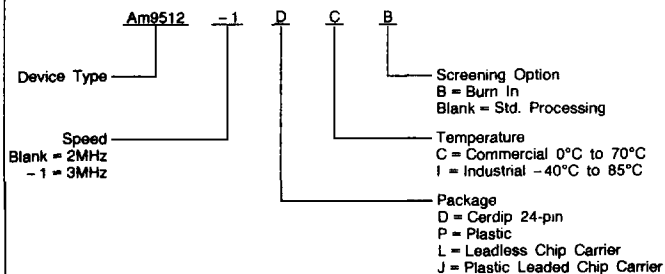 Am9512 -1 D C B
Device Type
Screening Option
B = Burn In
Blank = Std. Processing
Speed
Blank = 2MHz
-1 = 3MHz
Temperature
C = Commercial 0°C to 70°C
I = Industrial -40°C to 85°C
Package
D = Cerdip 24-pin
P = Plastic
L = Leadless Chip Carrier
J = Plastic Leaded Chip Carrier